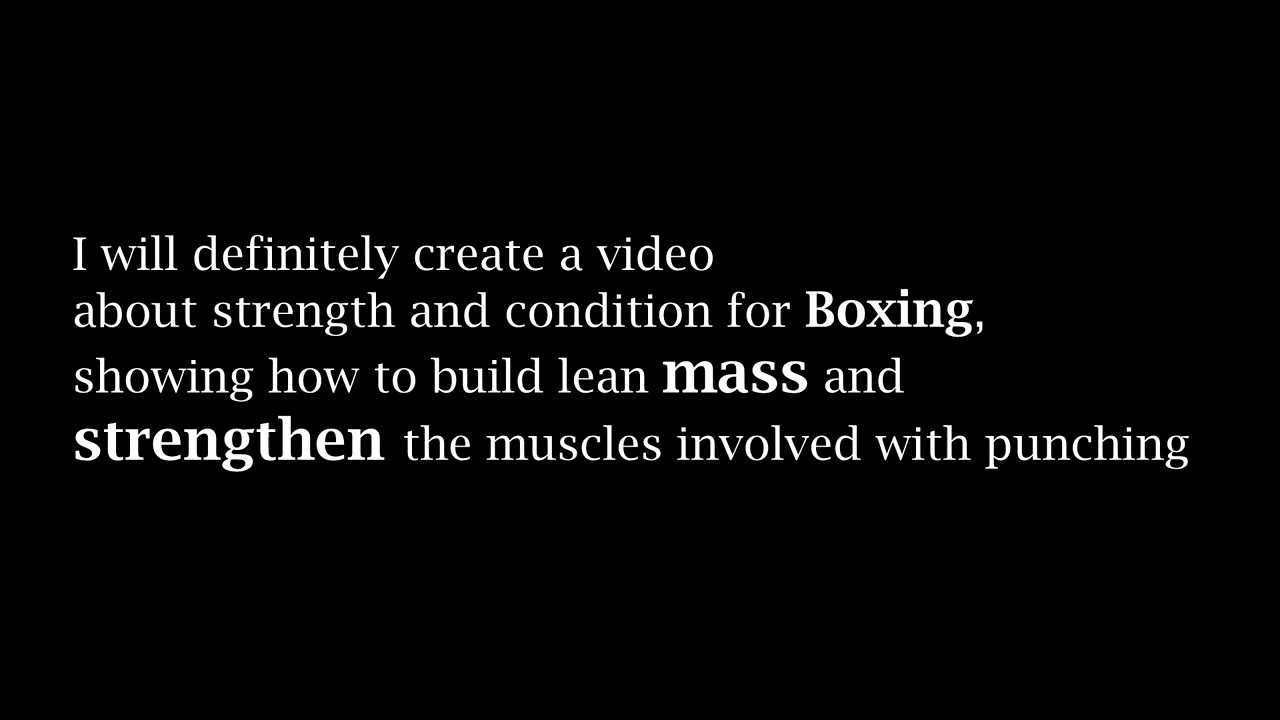 I will definitely create a video
about strength and condition for Boxing,
showing how to build lean mass and
strengthen the muscles involved with punching